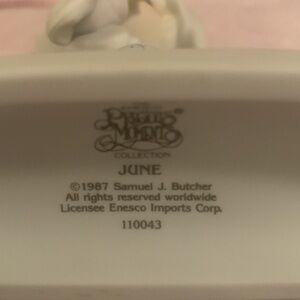 PRECIOUS
MOMENTS
COLLECTION
JUNE
©1987 Samuel J. Butcher
All rights reserved worldwide
Licensee Enesco Imports Corp.
110043